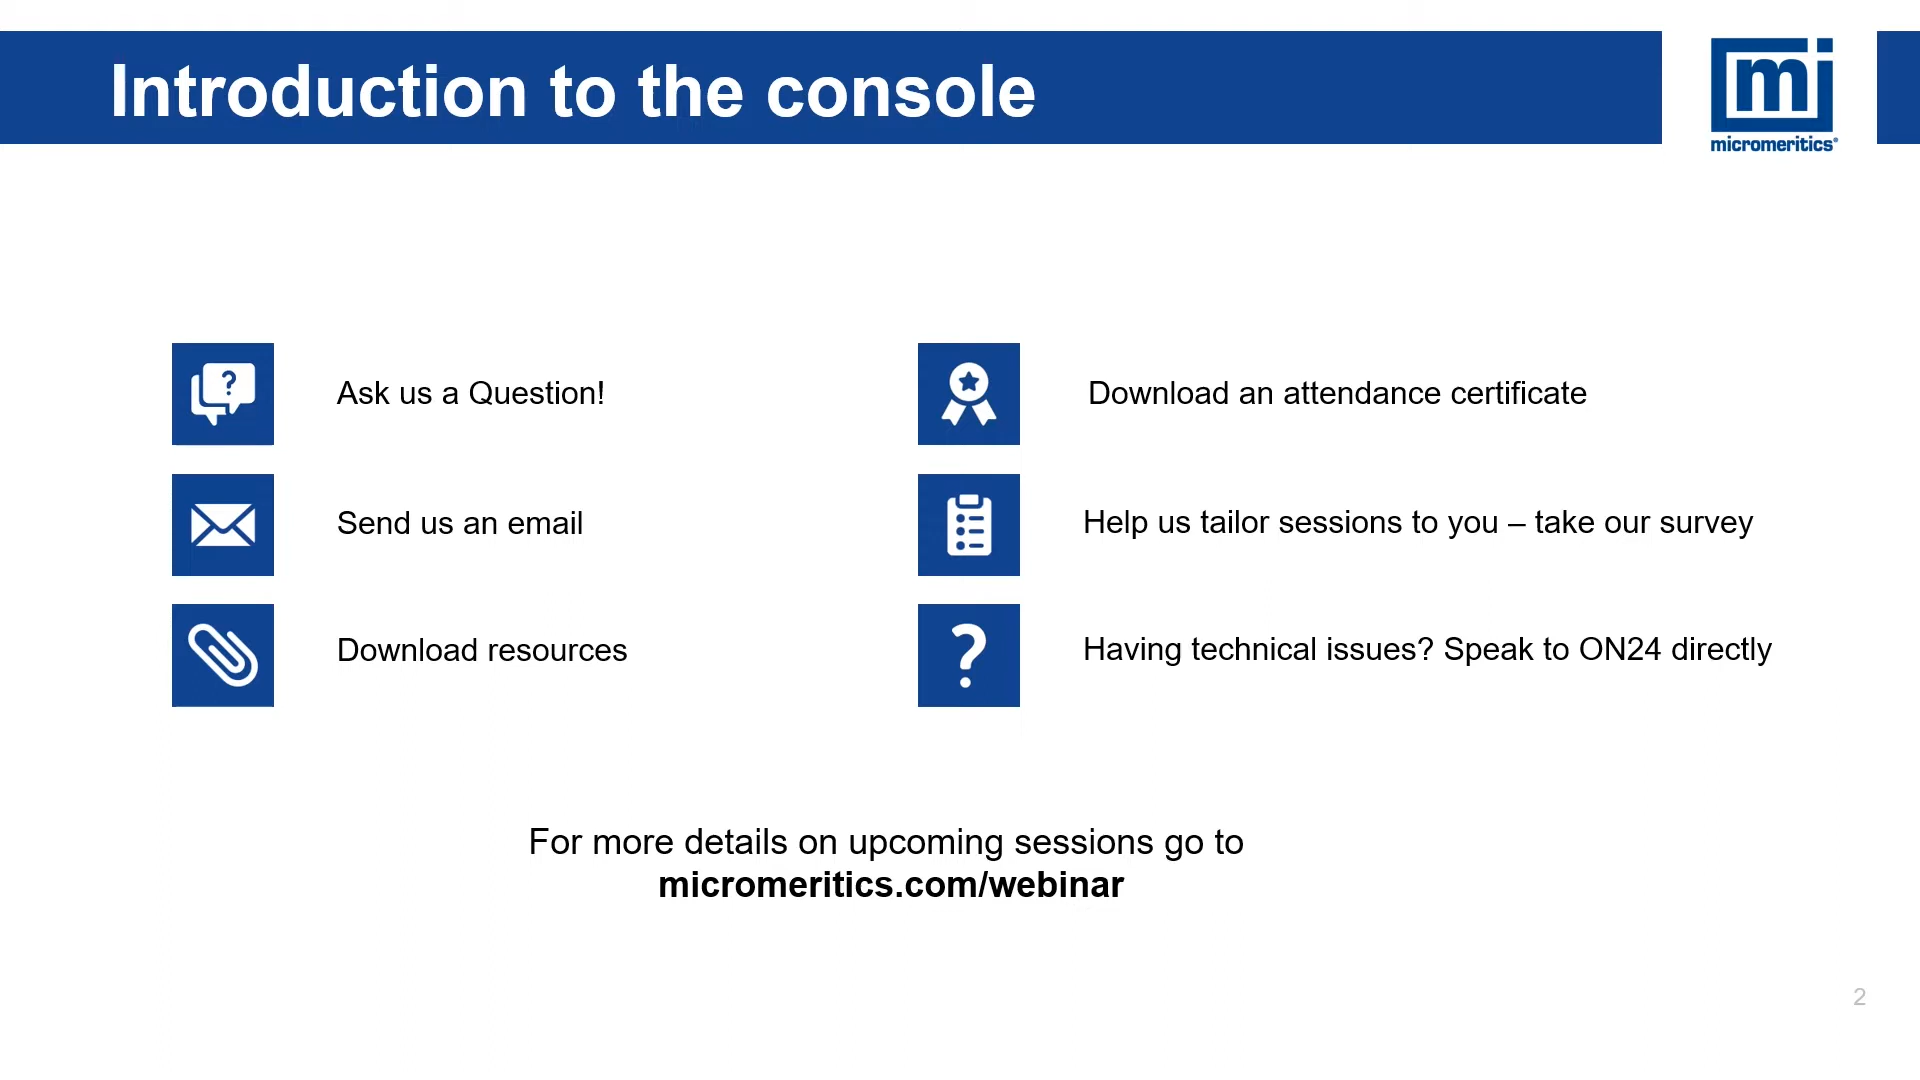 Introduction to the console
mi
micromeritics®
Ask us a Question!
Send us an email
Download resources
Download an attendance certificate
Help us tailor sessions to you – take our survey
Having technical issues? Speak to ON24 directly
For more details on upcoming sessions go to
micromeritics.com/webinar
2